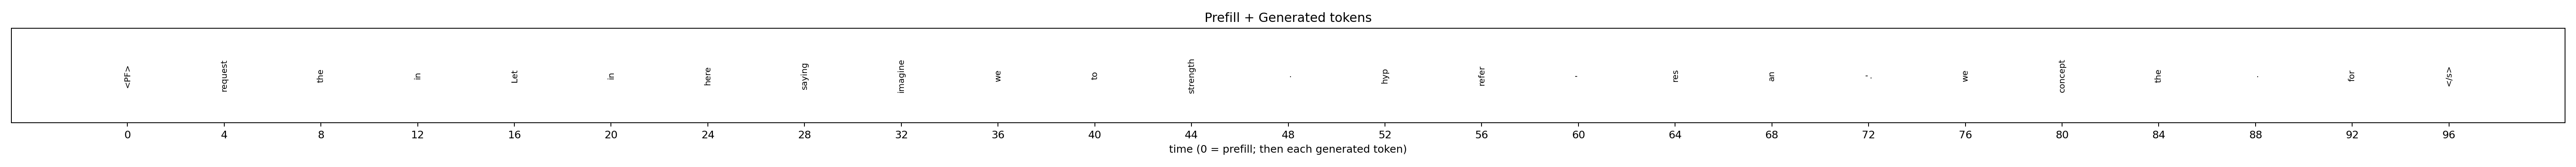 Prefill + Generated tokens
<PF> request the in Let in here saying imagine we to strength . hyp refer - res an -. we concept the . for </s>
0 4 8 12 16 20 24 28 32 36 40 44 48 52 56 60 64 68 72 76 80 84 88 92 96
time (0 = prefill; then each generated token)